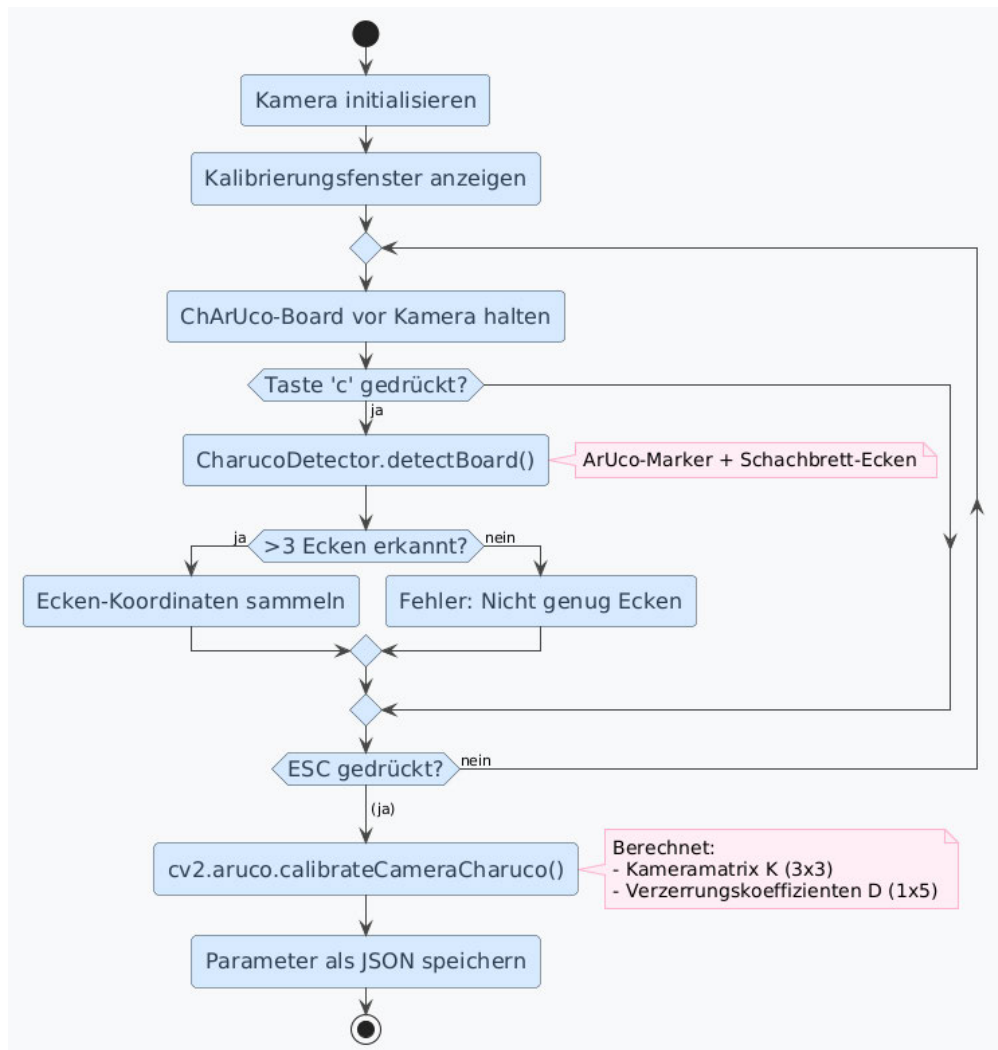 Kamera initialisieren
Kalibrierungsfenster anzeigen
ChArUco-Board vor Kamera halten
Taste 'c' gedrückt?
ja
CharucoDetector.detectBoard()
ArUco-Marker + Schachbrett-Ecken
ja
>3 Ecken erkannt?
nein
Ecken-Koordinaten sammeln
Fehler: Nicht genug Ecken
ESC gedrückt?
nein
(ja)
cv2.aruco.calibrateCameraCharuco()
Berechnet:
- Kameramatrix K (3x3)
- Verzerrungskoeffizienten D (1x5)
Parameter als JSON speichern